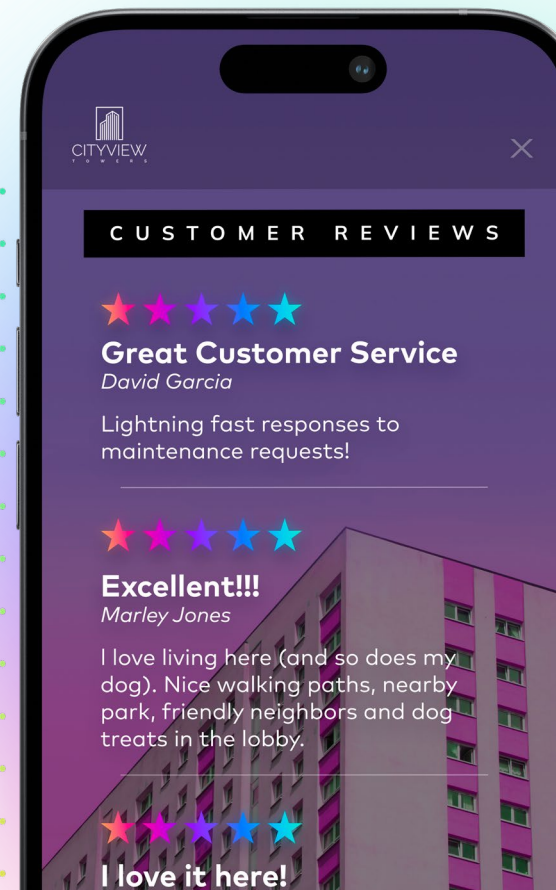 CITYVIEW
TOWERS
CUSTOMER REVIEWS
Great Customer Service
David Garcia
Lightning fast responses to
maintenance requests!
Excellent!!!
Marley Jones
I love living here (and so does my
dog). Nice walking paths, nearby
park, friendly neighbors and dog
treats in the lobby.
I love it here!